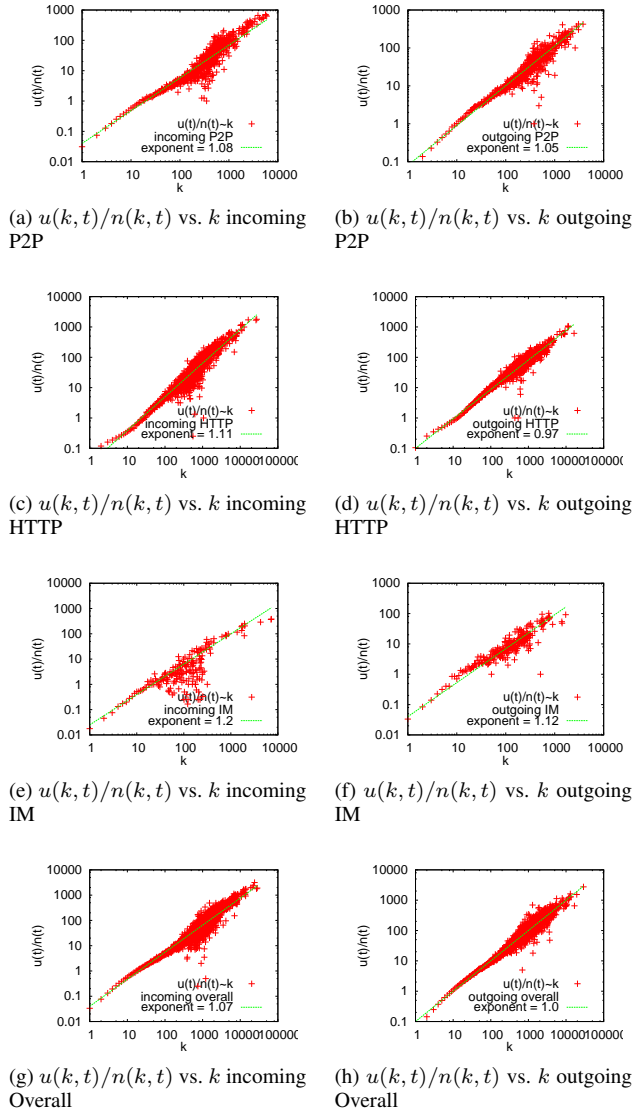 1000
100
10
1
0.1
0.01
u(t)/n(t)
u(t)/n(t)~k
incoming P2P
exponent = 1.08
1 10 100 1000 10000
k
(a) u(k, t)/n(k, t) vs. k incoming
P2P
1000
100
10
1
0.1
u(t)/n(t)
u(t)/n(t)~k
outgoing P2P
exponent = 1.05
1 10 100 1000 10000
k
(b) u(k, t)/n(k, t) vs. k outgoing
P2P
10000
1000
100
10
1
0.1
u(t)/n(t)
u(t)/n(t)~k
incoming HTTP
exponent = 1.11
1 10 100 1000 10000 100000
k
(c) u(k, t)/n(k, t) vs. k incoming
HTTP
10000
1000
100
10
1
0.1
u(t)/n(t)
u(t)/n(t)~k
outgoing HTTP
exponent = 0.97
1 10 100 1000 10000 100000
k
(d) u(k, t)/n(k, t) vs. k outgoing
HTTP
10000
1000
100
10
1
0.1
0.01
u(t)/n(t)
u(t)/n(t)~k
incoming IM
exponent = 1.2
1 10 100 1000 10000
k
(e) u(k, t)/n(k, t) vs. k incoming
IM
10000
1000
100
10
1
0.1
0.01
u(t)/n(t)
u(t)/n(t)~k
outgoing IM
exponent = 1.12
1 10 100 1000 10000
k
(f) u(k, t)/n(k, t) vs. k outgoing
IM
10000
1000
100
10
1
0.1
0.01
u(t)/n(t)
u(t)/n(t)~k
incoming overall
exponent = 1.07
1 10 100 1000 10000 100000
k
(g) u(k, t)/n(k, t) vs. k incoming
Overall
10000
1000
100
10
1
0.1
u(t)/n(t)
u(t)/n(t)~k
outgoing overall
exponent = 1.0
1 10 100 1000 10000 100000
k
(h) u(k, t)/n(k, t) vs. k outgoing
Overall